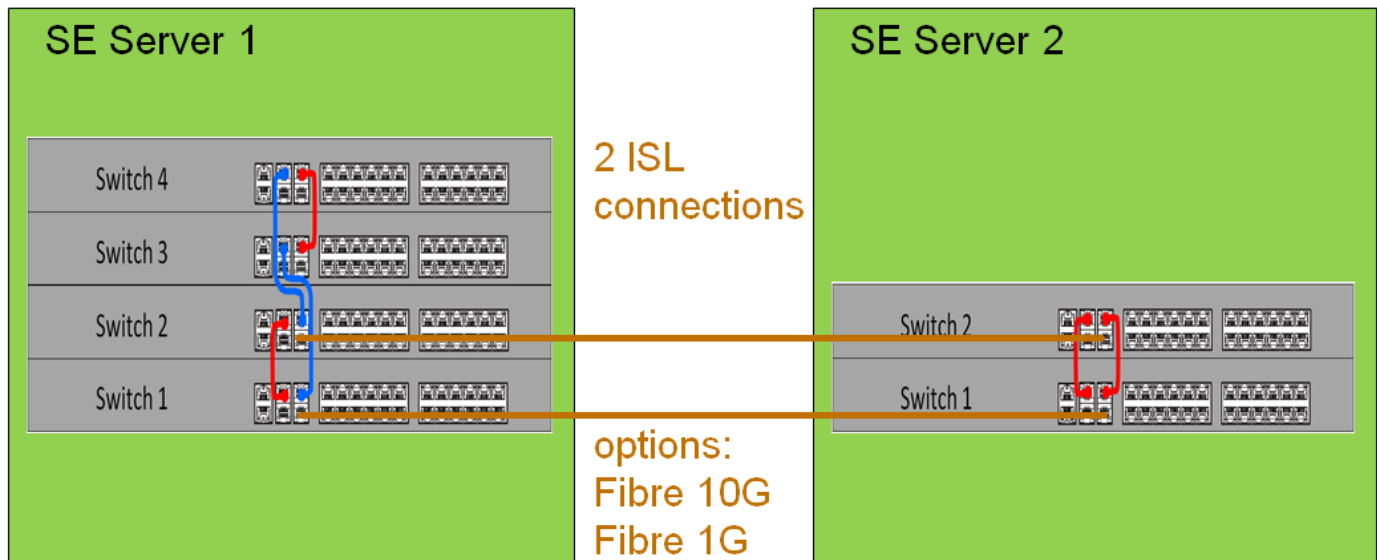 SE Server 1
Switch 4
Switch 3
Switch 2
Switch 1
2 ISL
connections
options:
Fibre 10G
Fibre 1G
SE Server 2
Switch 2
Switch 1